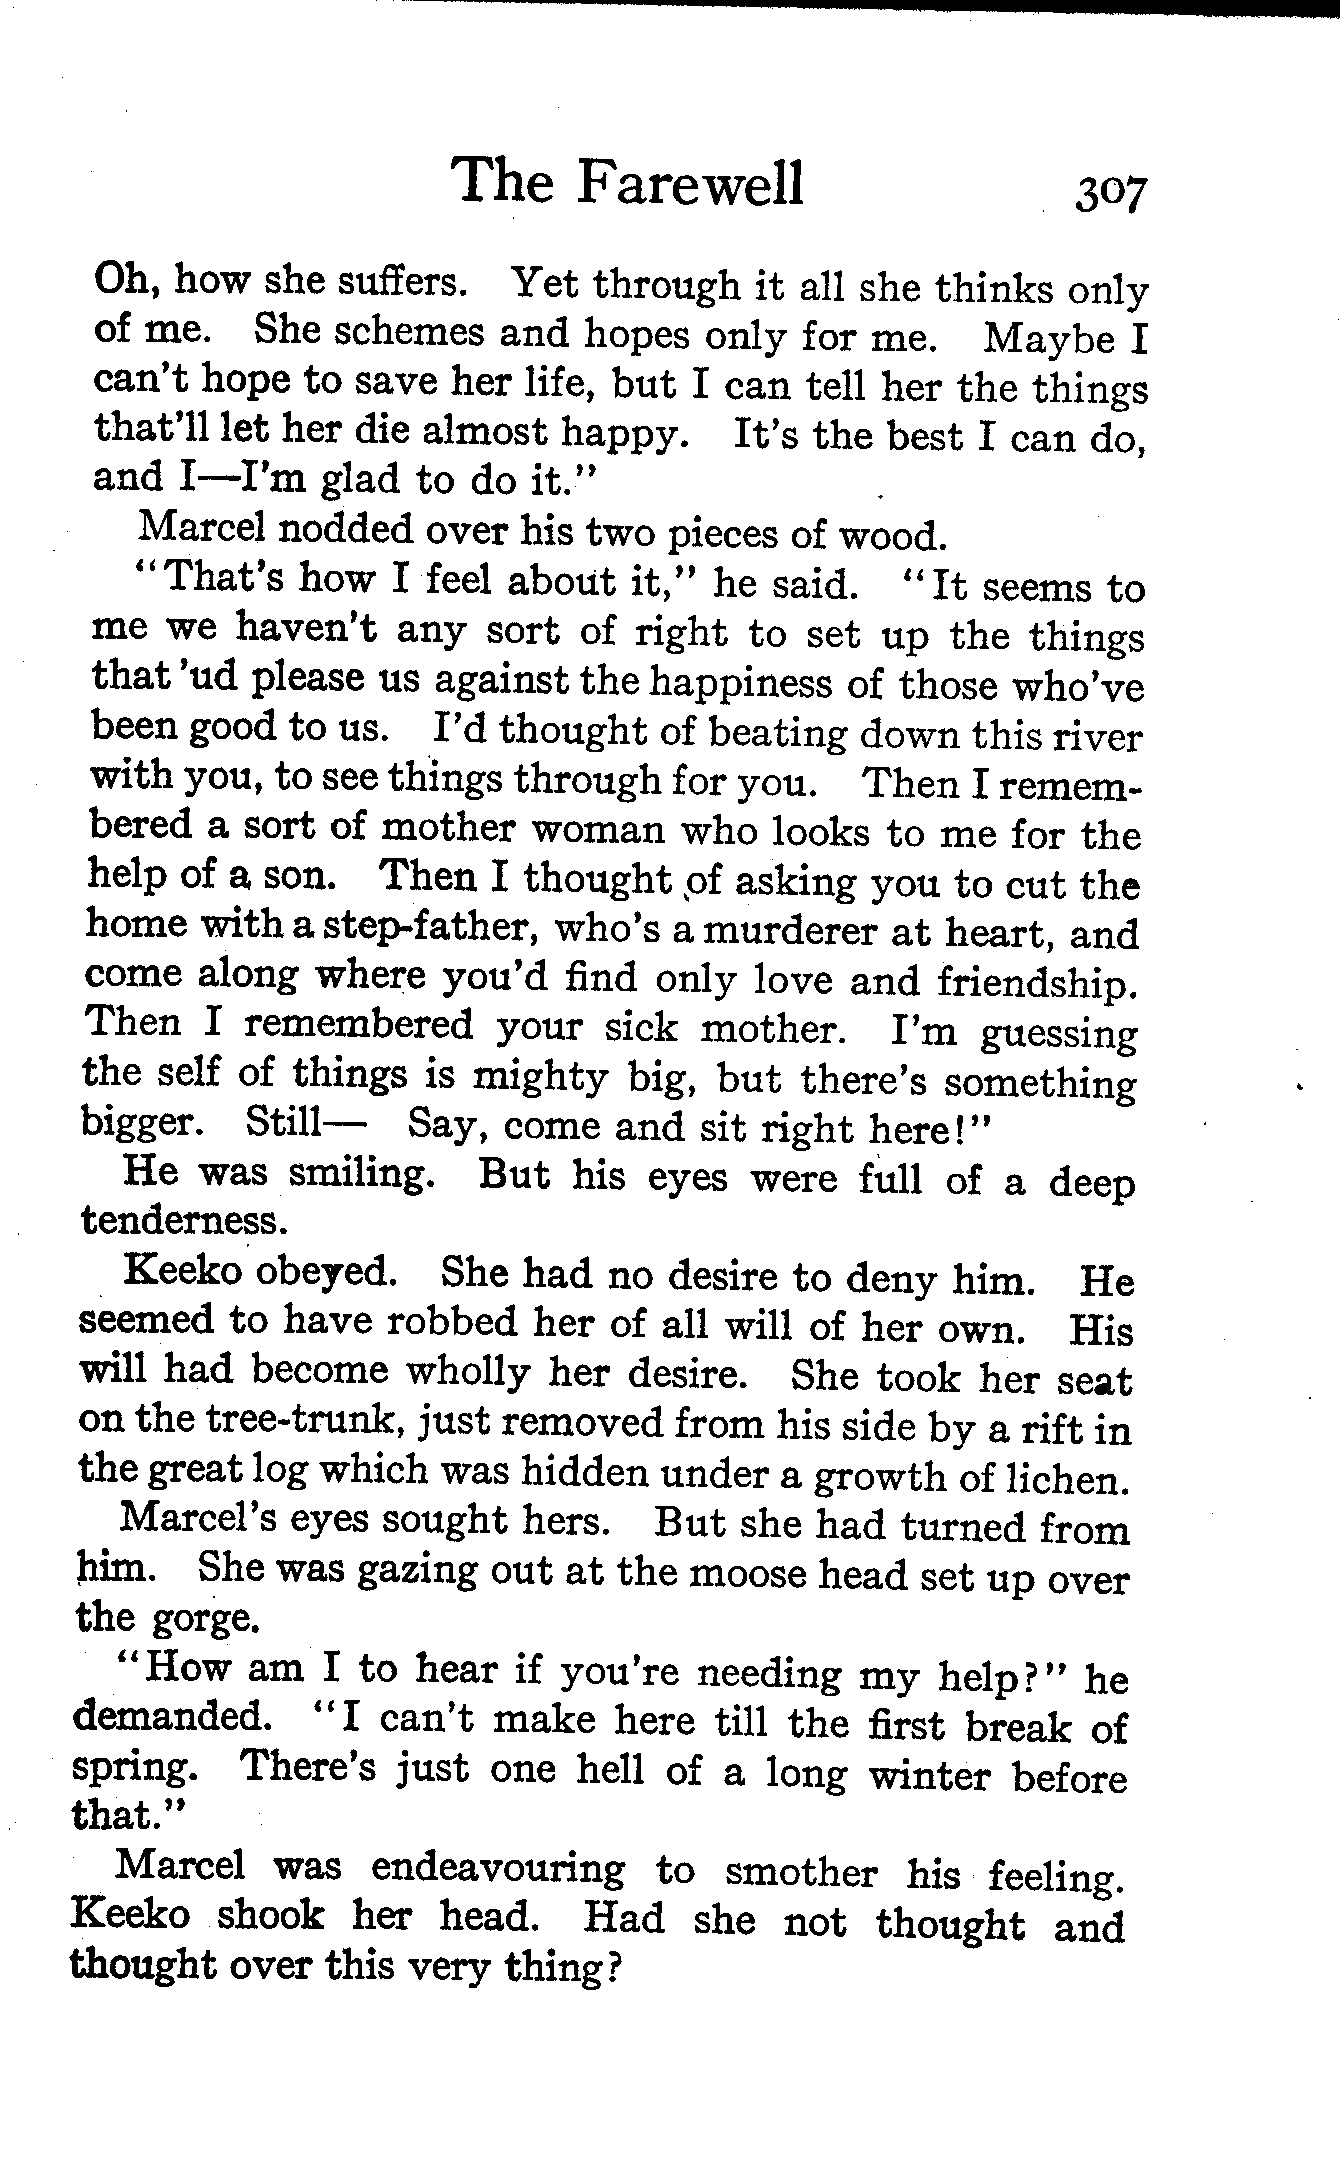 The Farewell 307
Oh, how she suffers. Yet through it all she thinks only
of me. She schemes and hopes only for me. Maybe I
can't hope to save her life, but I can tell her the things
that'll let her die almost happy. It's the best I can do,
and I—I'm glad to do it."
Marcel nodded over his two pieces of wood.
"That's how I feel about it," he said. "It seems to
me we haven't any sort of right to set up the things
that 'ud please us against the happiness of those who've
been good to us. I'd thought of beating down this river
with you, to see things through for you. Then I remem-
bered a sort of mother woman who looks to me for the
help of a son. Then I thought of asking you to cut the
home with a step-father, who's a murderer at heart, and
come along where you'd find only love and friendship.
Then I remembered your sick mother. I'm guessing
the self of things is mighty big, but there's something
bigger. Still— Say, come and sit right here!"
He was smiling. But his eyes were full of a deep
tenderness.
Keeko obeyed. She had no desire to deny him. He
seemed to have robbed her of all will of her own. His
will had become wholly her desire. She took her seat
on the tree-trunk, just removed from his side by a rift in
the great log which was hidden under a growth of lichen.
Marcel's eyes sought hers. But she had turned from
him. She was gazing out at the moose head set up over
the gorge.
"How am I to hear if you're needing my help?" he
demanded. "I can't make here till the first break of
spring. There's just one hell of a long winter before
that."
Marcel was endeavouring to smother his feeling.
Keeko shook her head. Had she not thought and
thought over this very thing?